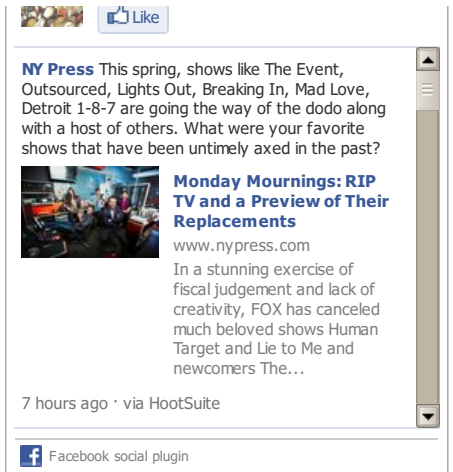 Like
NY Press This spring, shows like The Event,
Outsourced, Lights Out, Breaking In, Mad Love,
Detroit 1-8-7 are going the way of the dodo along
with a host of others. What were your favorite
shows that have been untimely axed in the past?
Monday Mournings: RIP
TV and a Preview of Their
Replacements
www.nypress.com
In a stunning exercise of
fiscal judgement and lack of
creativity, FOX has canceled
much beloved shows Human
Target and Lie to Me and
newcomers The...
7 hours ago · via HootSuite
Facebook social plugin